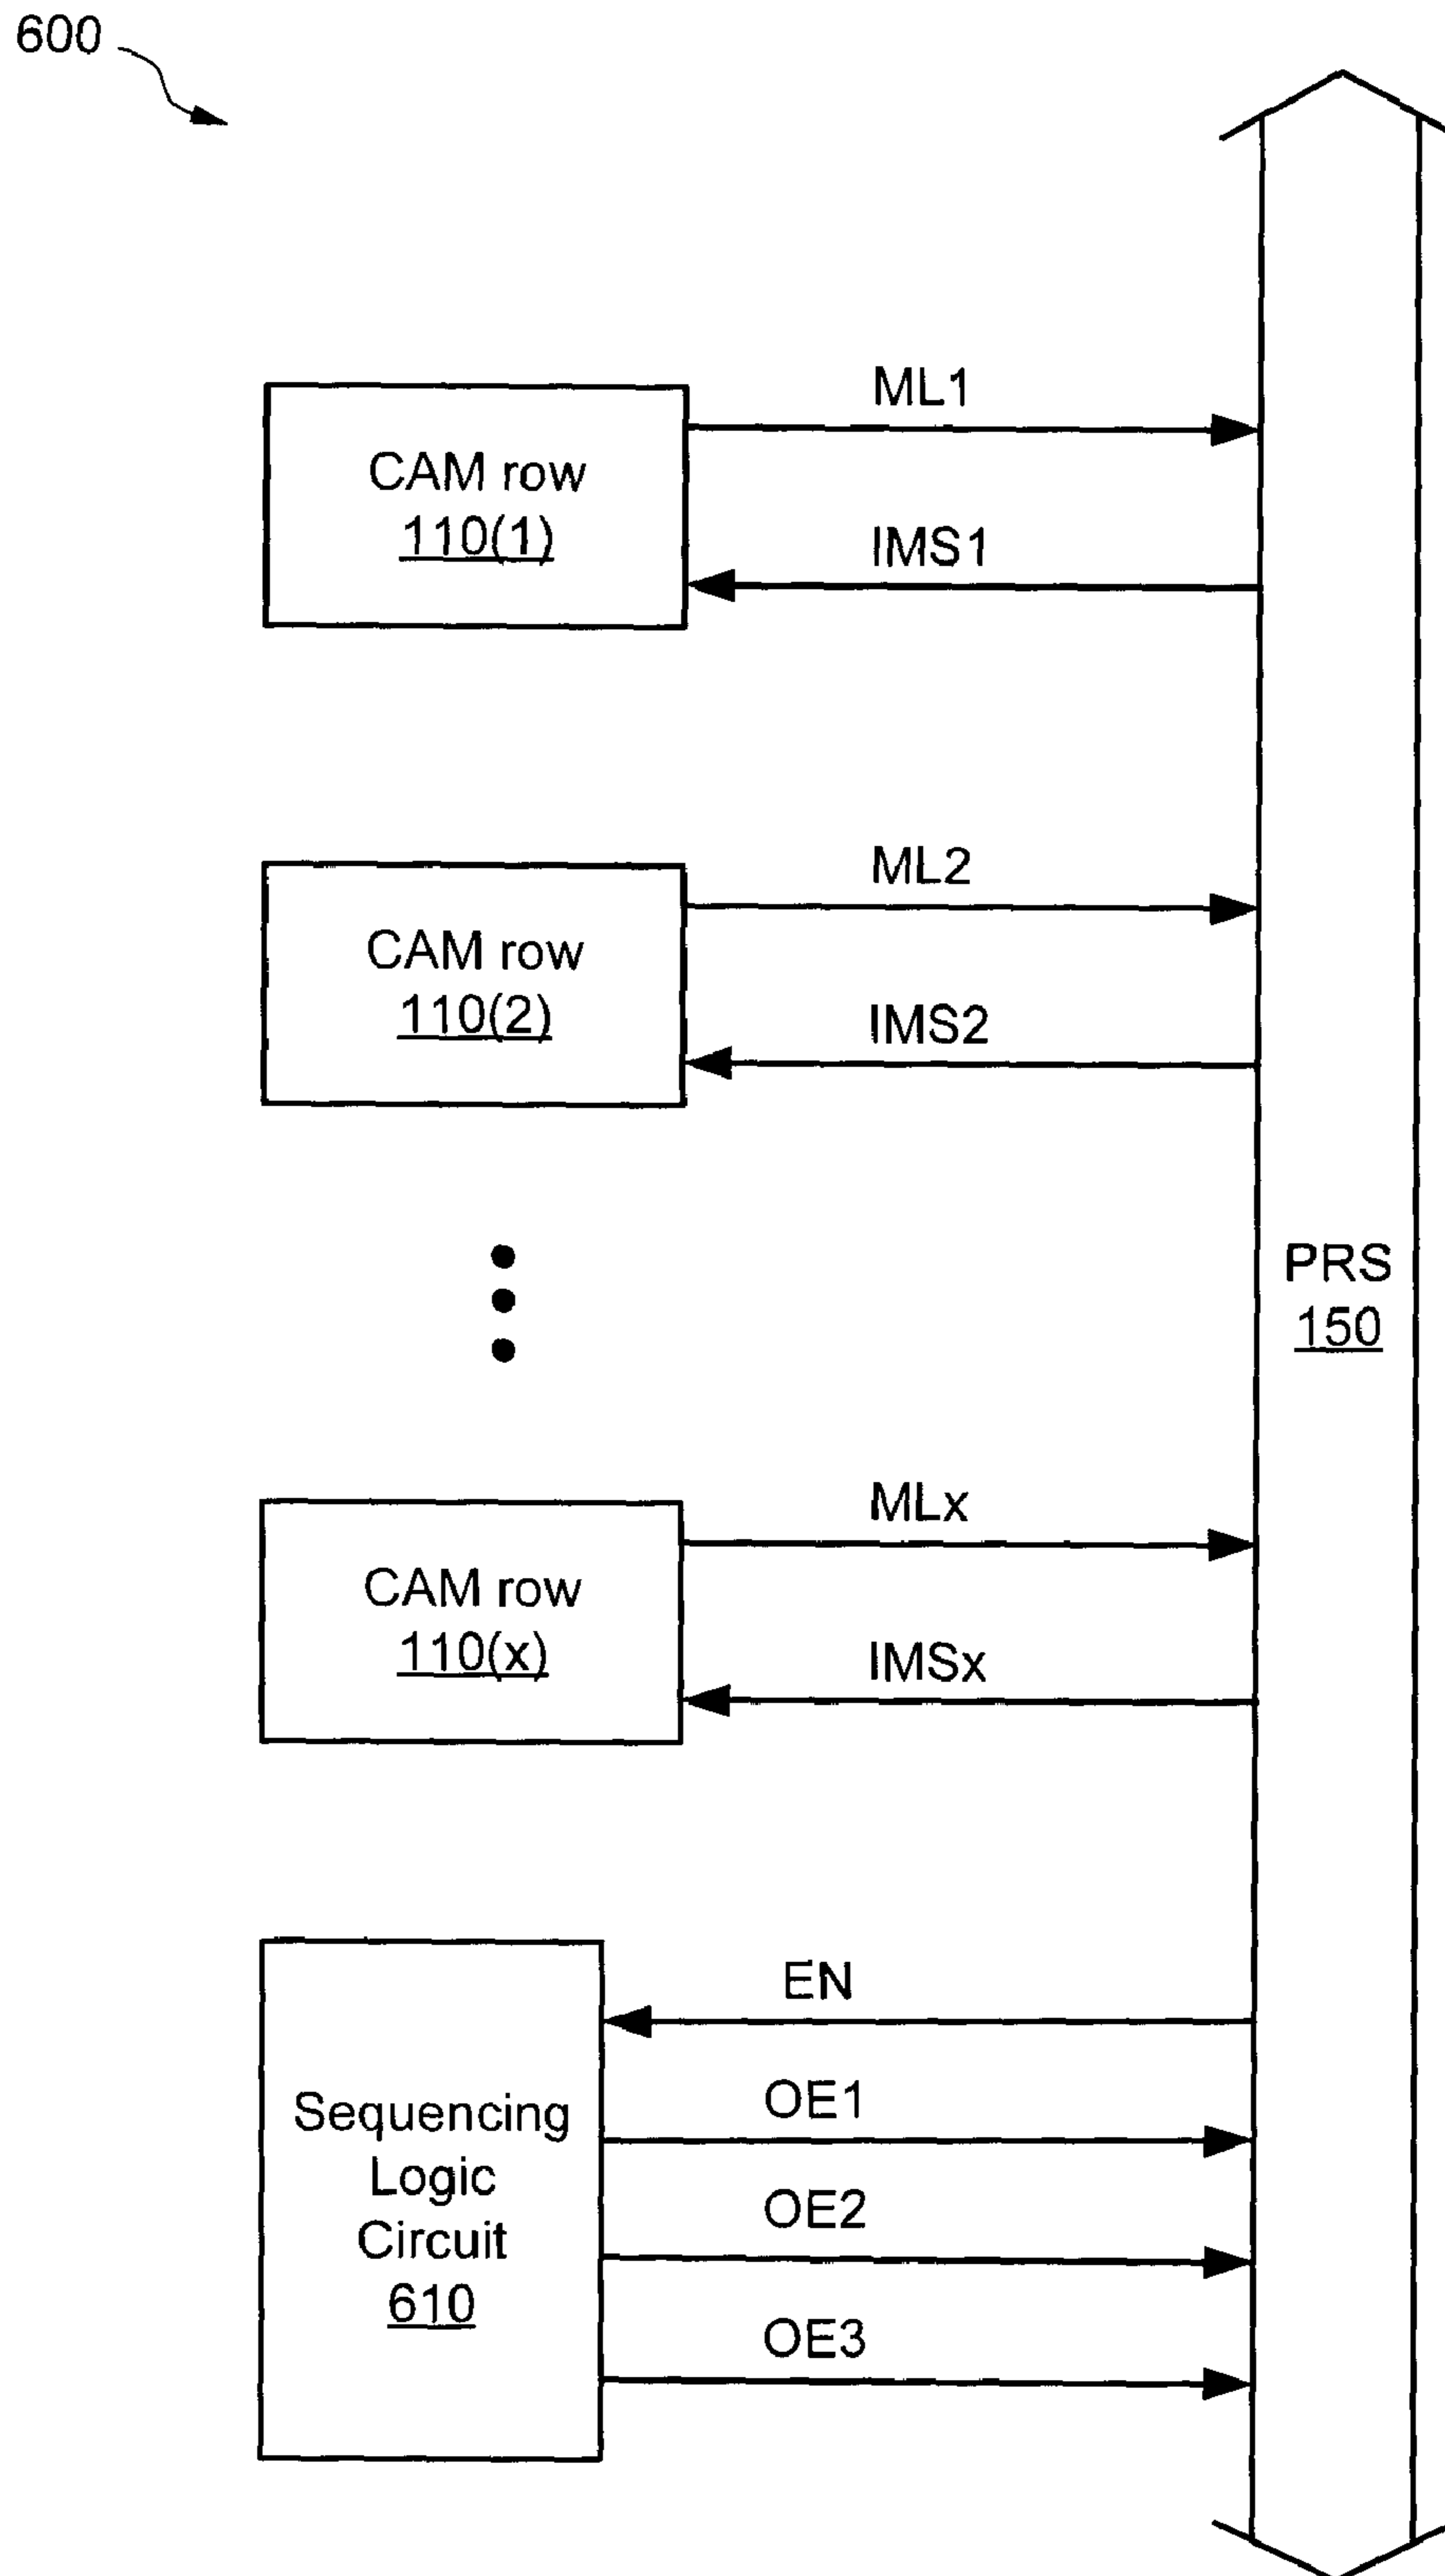 600
ML1
CAM row
110(1)
IMS1
ML2
CAM row
110(2)
IMS2
PRS
150
MLx
CAM row
110(x)
IMSx
EN
Sequencing
Logic
Circuit
610
OE1
OE2
OE3